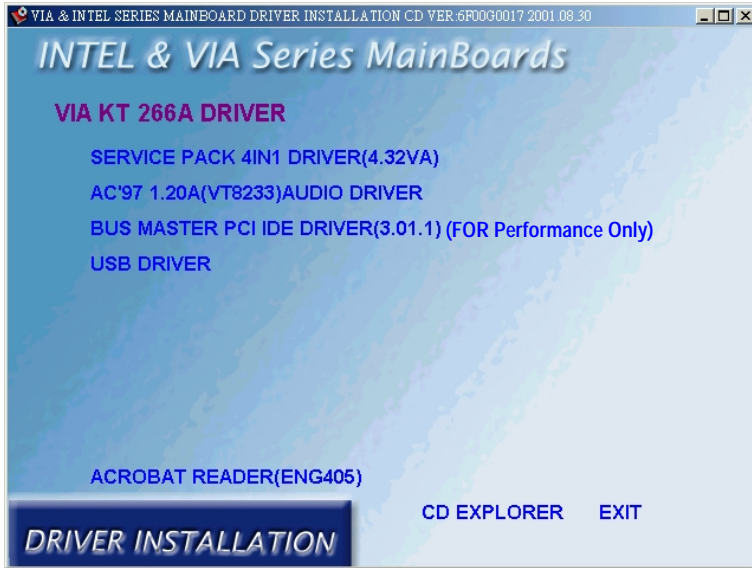 VIA & INTEL SERIES MAINBOARD DRIVER INSTALLATION CD VER:6F00G0017 2001.08.30
INTEL & VIA Series MainBoards
VIA KT 266A DRIVER
SERVICE PACK 4IN1 DRIVER(4.32VA)
AC'97 1.20A(VT8233)AUDIO DRIVER
BUS MASTER PCI IDE DRIVER(3.01.1) (FOR Performance Only)
USB DRIVER
ACROBAT READER(ENG405)
CD EXPLORER EXIT
DRIVER INSTALLATION